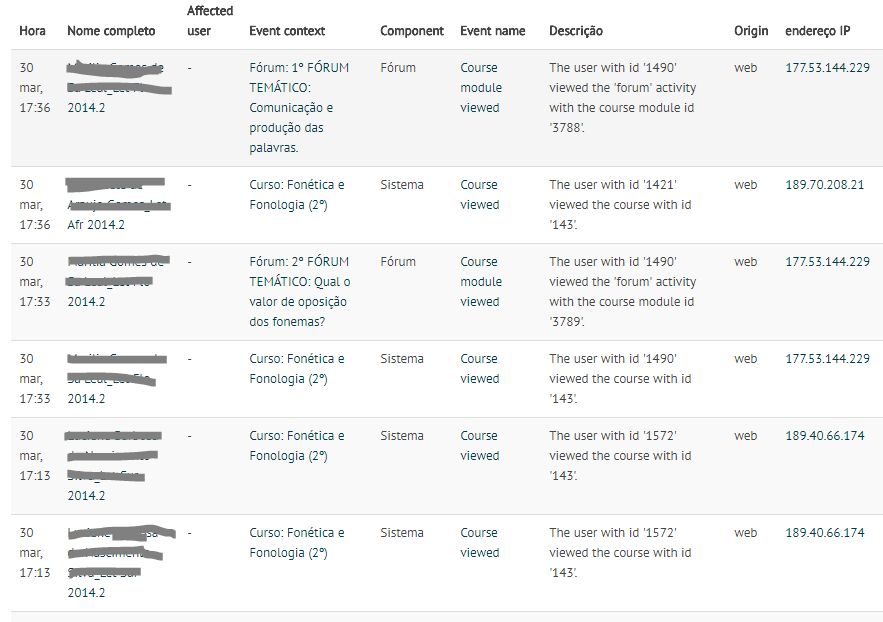 Affected
Hora Nome completo user Event context Component Event name Descrição Origin endereço IP
30 - Fórum: 1º FÓRUM Fórum Course The user with id '1490' web 177.53.144.229
mar, TEMÁTICO: module viewed the 'forum' activity
17:36 2014.2 Comunicação e viewed with the course module id
produção das '3788'.
palavras.
30 - Curso: Fonética e Sistema Course The user with id '1421' web 189.70.208.21
mar, Fonologia (2º) viewed viewed the course with id
17:36 Afr 2014.2 '143'.
30 - Fórum: 2º FÓRUM Fórum Course The user with id '1490' web 177.53.144.229
mar, TEMÁTICO: Qual o module viewed the 'forum' activity
17:33 2014.2 valor de oposição viewed with the course module id
dos fonemas? '3789'.
30 - Curso: Fonética e Sistema Course The user with id '1490' web 177.53.144.229
mar, Fonologia (2º) viewed viewed the course with id
17:33 2014.2 '143'.
30 - Curso: Fonética e Sistema Course The user with id '1572' web 189.40.66.174
mar, Fonologia (2º) viewed viewed the course with id
17:13 '143'.
2014.2
30 - Curso: Fonética e Sistema Course The user with id '1572' web 189.40.66.174
mar, Fonologia (2º) viewed viewed the course with id
17:13 '143'.
2014.2